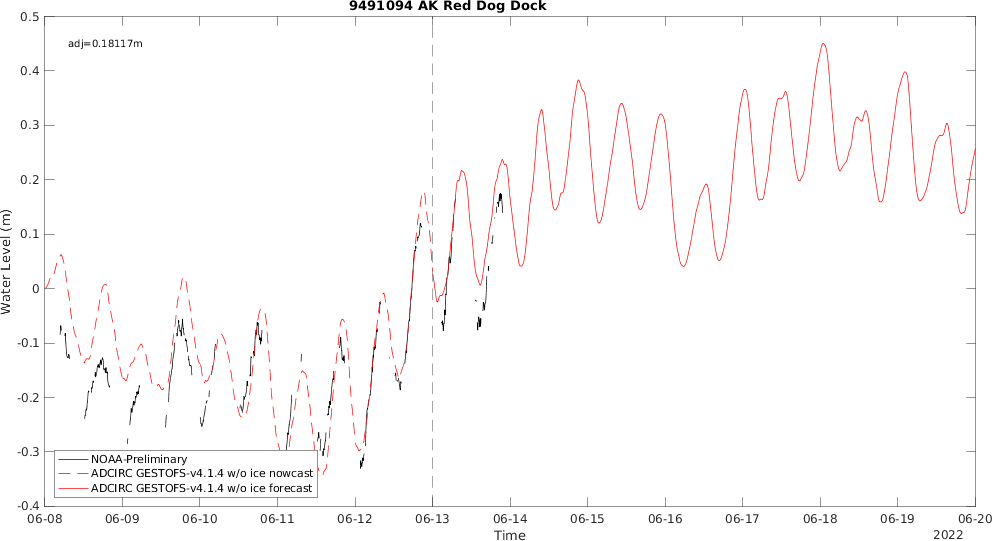 9491094 AK Red Dog Dock
adj=0.18117m
0.5
0.4
0.3
0.2
0.1
0
-0.1
-0.2
-0.3
-0.4
Water Level (m)
NOAA-Preliminary
ADCIRC GESTOFS-v4.1.4 w/o ice nowcast
ADCIRC GESTOFS-v4.1.4 w/o ice forecast
06-08 06-09 06-10 06-11 06-12 06-13 06-14 06-15 06-16 06-17 06-18 06-19 06-20
Time
2022